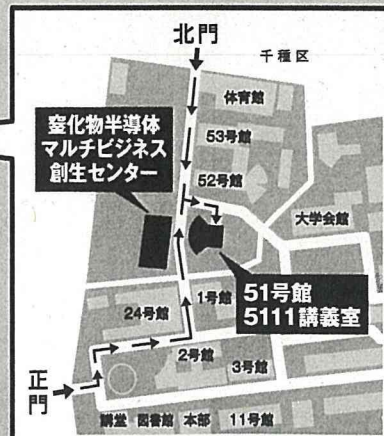 北門
千種区
体育館
53号館
52号館
窒化物半導体
マルチビジネス
創生センター
大学会館
51号館
5111講義室
1号館
24号館
2号館
3号館
正門
講堂 図書館 本部 11号館